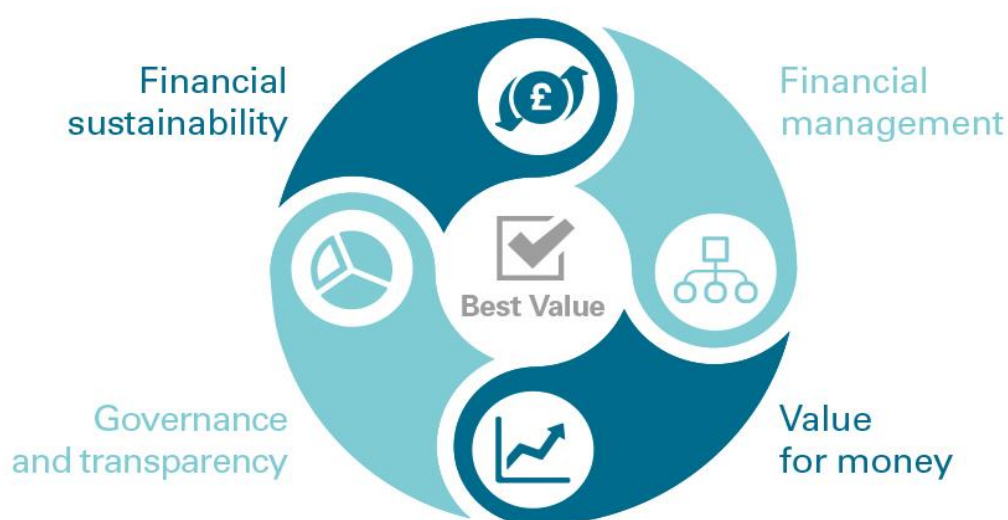 Financial
sustainability
£
Financial
management
Best Value
Governance
and transparency
Value
for money